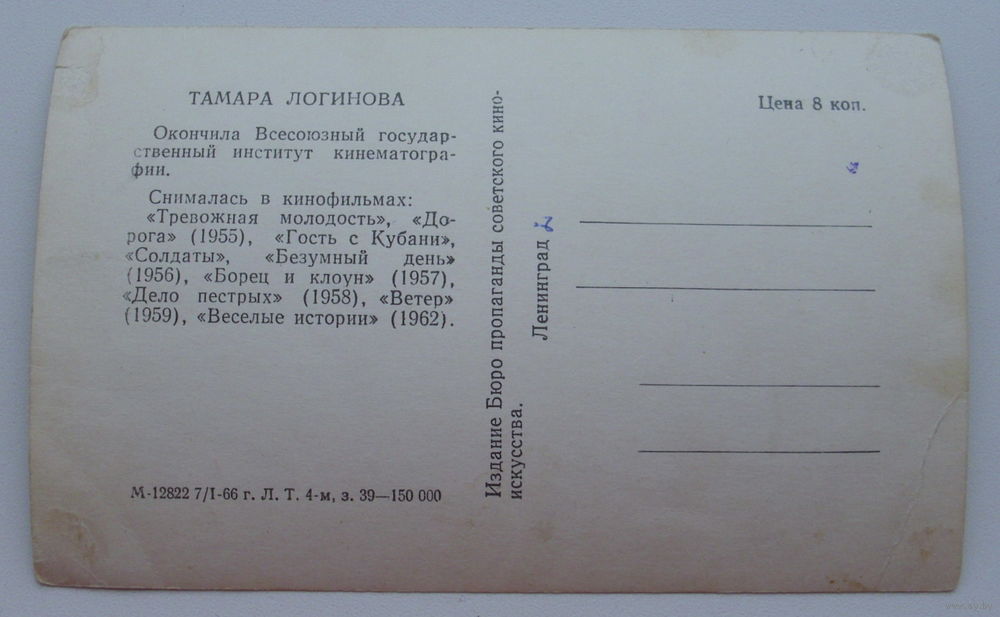 ТАМАРА ЛОГИНОВА
Окончила Всесоюзный государ-
ственный институт кинематогра-
фии.
Снималась в кинофильмах:
«Тревожная молодость», «До-
рога» (1955), «Гость с Кубани»,
«Солдаты», «Безумный день»
(1956), «Борец и клоун» (1957),
«Дело пестрых» (1958), «Ветер»
(1959), «Веселые истории» (1962).
М-12822 7/I-66 г. Л. Т. 4-м, з. 39—150 000
Издание Бюро пропаганды советского кино-
искусства.
Ленинград
Цена 8 коп.